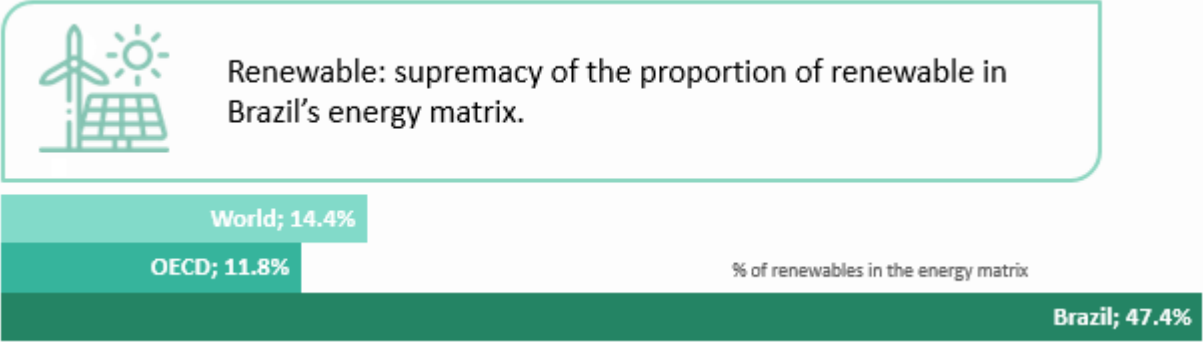 Renewable: supremacy of the proportion of renewable in
Brazil’s energy matrix.
World; 14.4%
OECD; 11.8%
% of renewables in the energy matrix
Brazil; 47.4%